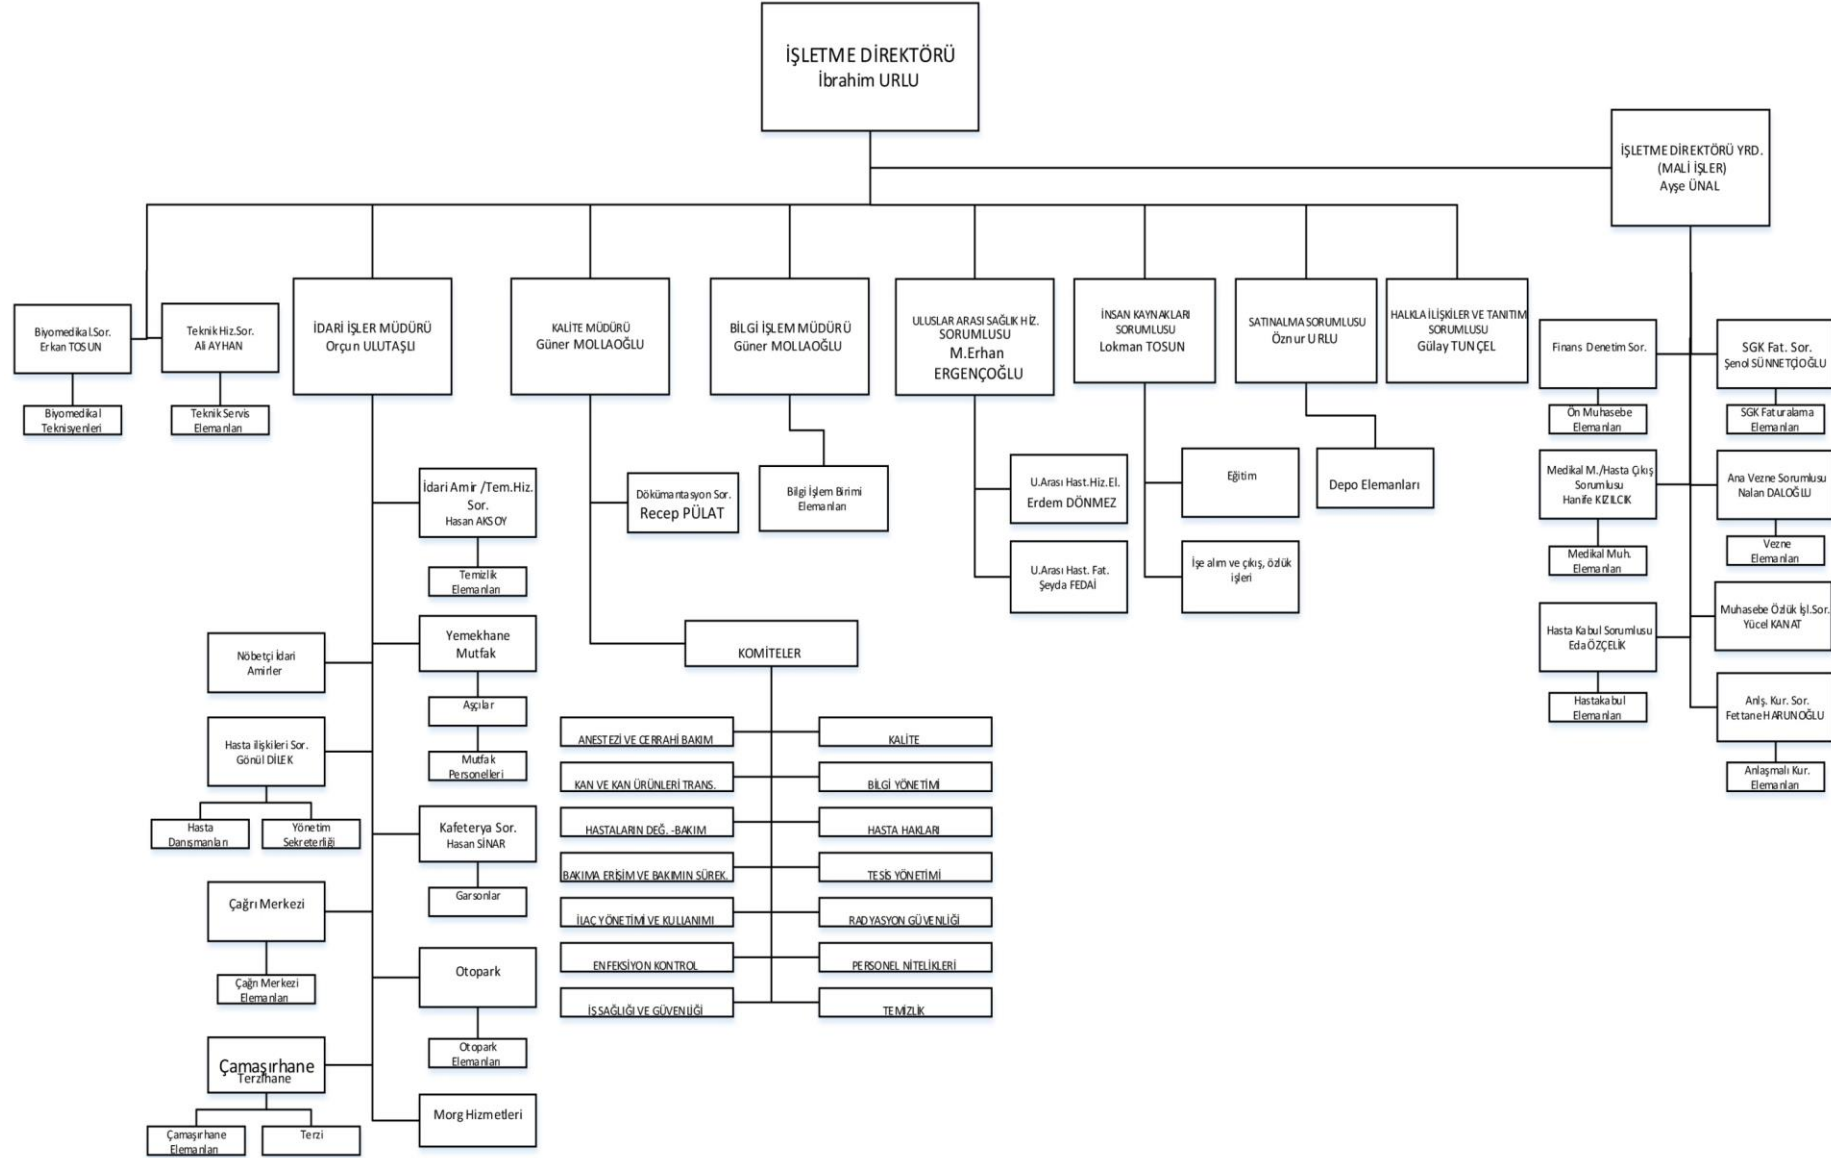 İŞLETME DİREKTÖRÜ
İbrahim URLU
İŞLETME DİREKTÖRÜ YRD.
(MALİ İŞLER)
Ayşe ÜNAL
Biyomedikal.Sor.
Erkan TOSUN
Teknik Hiz.Sor.
Ali AYHAN
İDARİ İŞLER MÜDÜRÜ
Orçun ULUTAŞLI
KALİTE MÜDÜRÜ
Güner MOLLAOĞLU
BİLGİ İŞLEM MÜDÜRÜ
Güner MOLLAOĞLU
ULUSLAR ARASI SAĞLIK HİZ.
SORUMLUSU
M.Erhan
ERGENÇOĞLU
İNSAN KAYNAKLARI
SORUMLUSU
Lokman TOSUN
SATINALMA SORUMLUSU
Öznur URLU
HALKLA İLİŞKİLER VE TANITIM
SORUMLUSU
Gülay TUNÇEL
Finans Denetim Sor.
SGK Fat. Sor.
Şenol SÜNNETÇİOĞLU
Biyomedikal
Teknisyenleri
Teknik Servis
Elemanları
Ön Muhasebe
Elemanları
SGK Faturalama
Elemanları
İdari Amir /Tem.Hiz.
Sor.
Hasan AKSOY
Temizlik
Elemanları
Dökümantasyon Sor.
Recep PÜLAT
Bilgi İşlem Birimi
Elemanları
U.Arası Hast.Hiz.El.
Erdem DÖNMEZ
U.Arası Hast. Fat.
Şeyda FEDAİ
Eğitim
İşe alım ve çıkış, özlük
işleri
Depo Elemanları
Medikal M./Hasta Çıkış
Sorumlusu
Hanife KIZILCIK
Ana Vezne Sorumlusu
Nalan DALOĞLU
Medikal Muh.
Elemanları
Vezne
Elemanları
Hasta Kabul Sorumlusu
Eda ÖZÇELİK
Muhasebe Özlük İşl.Sor.
Yücel KANAT
Hastakabul
Elemanları
Anlş. Kur. Sor.
Fettane HARUNOĞLU
Anlaşmalı Kur.
Elemanları
Nöbetçi İdari
Amirler
Yemekhane
Mutfak
Aşçılar
Mutfak
Personelleri
Hasta ilişkileri Sor.
Gönül DİLEK
Hasta
Danışmanları
Yönetim
Sekreterliği
Kafeterya Sor.
Hasan SİNAR
Garsonlar
Çağrı Merkezi
Çağrı Merkezi
Elemanları
Otopark
Otopark
Elemanları
Çamaşırhane
Terzihane
Çamaşırhane
Elemanları
Terzi
Morg Hizmetleri
KOMİTELER
ANESTEZİ VE CERRAHİ BAKIM
KALİTE
KAN VE KAN ÜRÜNLERİ TRANS.
BİLGİ YÖNETİMİ
HASTALARIN DEĞ. -BAKIM
HASTA HAKLARI
BAKIMA ERİŞİM VE BAKIMIN SÜREK.
TESİS YÖNETİMİ
İLAÇ YÖNETİMİ VE KULLANIMI
RADYASYON GÜVENLİĞİ
ENFEKSİYON KONTROL
PERSONEL NİTELİKLERİ
İŞ SAĞLIĞI VE GÜVENLİĞİ
TEMİZLİK